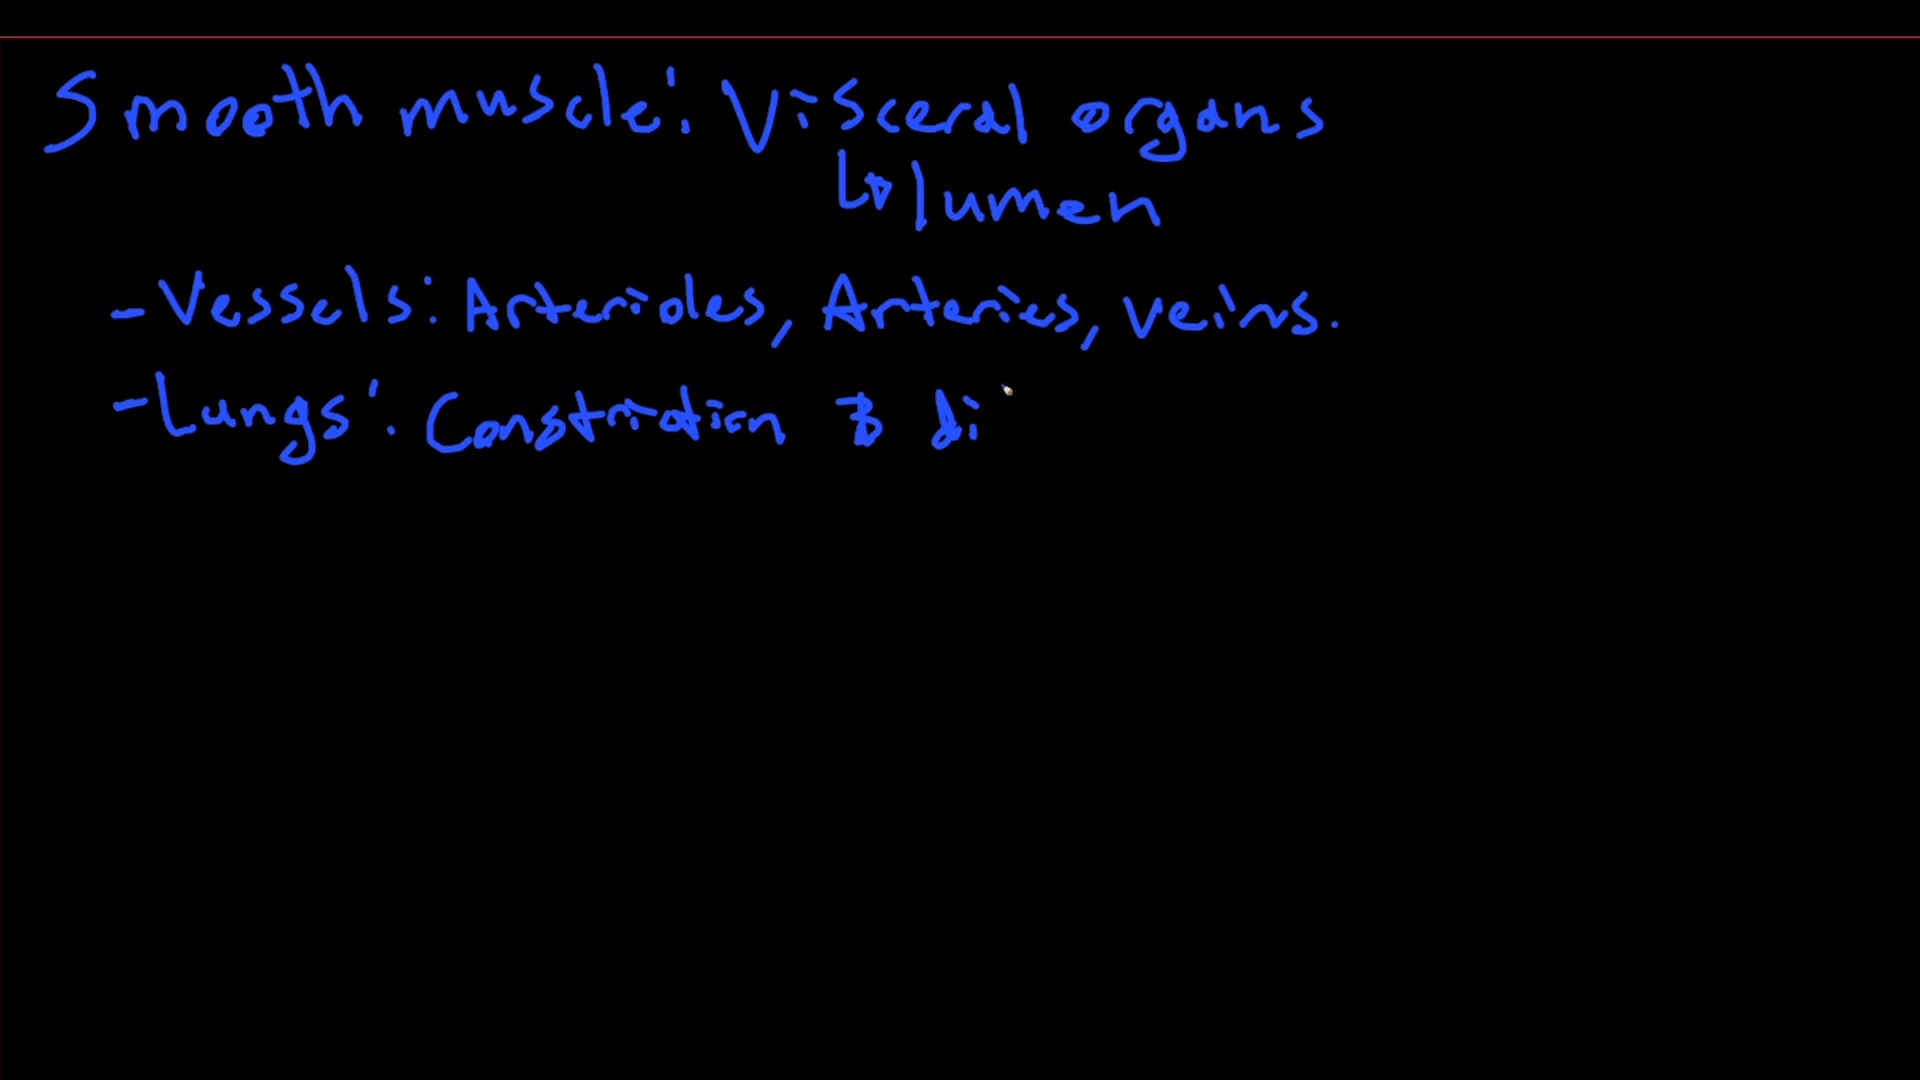 Smooth muscle: Visceral organs
↳ lumen
- Vessels: Arterioles, Arteries, veins.
- Lungs: Constriction & di